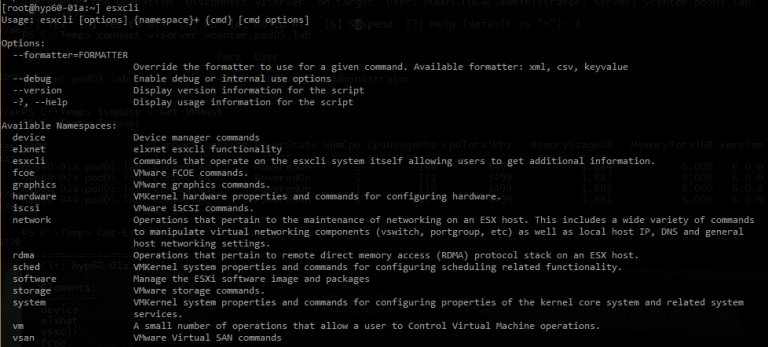 [root@hyp60-01a:~] esxcli
Usage: esxcli [options] {namespace}+ {cmd} [cmd options]
Options:
--formatter=FORMATTER
Override the formatter to use for a given command. Available formatter: xml, csv, keyvalue
--debug Enable debug or internal use options
--version Display version information for the script
-?, --help Display usage information for the script
Available Namespaces:
device Device manager commands
elxnet elxnet esxcli functionality
esxcli Commands that operate on the esxcli system itself allowing users to get additional information.
fcoe VMware FCOE commands.
graphics VMware graphics commands.
hardware VMKernel hardware properties and commands for configuring hardware.
iscsi VMware iSCSI commands.
network Operations that pertain to the maintenance of networking on an ESX host. This includes a wide variety of commands
to manipulate virtual networking components (vswitch, portgroup, etc) as well as local host IP, DNS and general
host networking settings.
rdma Operations that pertain to remote direct memory access (RDMA) protocol stack on an ESX host.
sched VMKernel system properties and commands for configuring scheduling related functionality.
software Manage the ESXi software image and packages
storage VMware storage commands.
system VMKernel system properties and commands for configuring properties of the kernel core system and related system
services.
vm A small number of operations that allow a user to Control Virtual Machine operations.
vsan VMware Virtual SAN commands